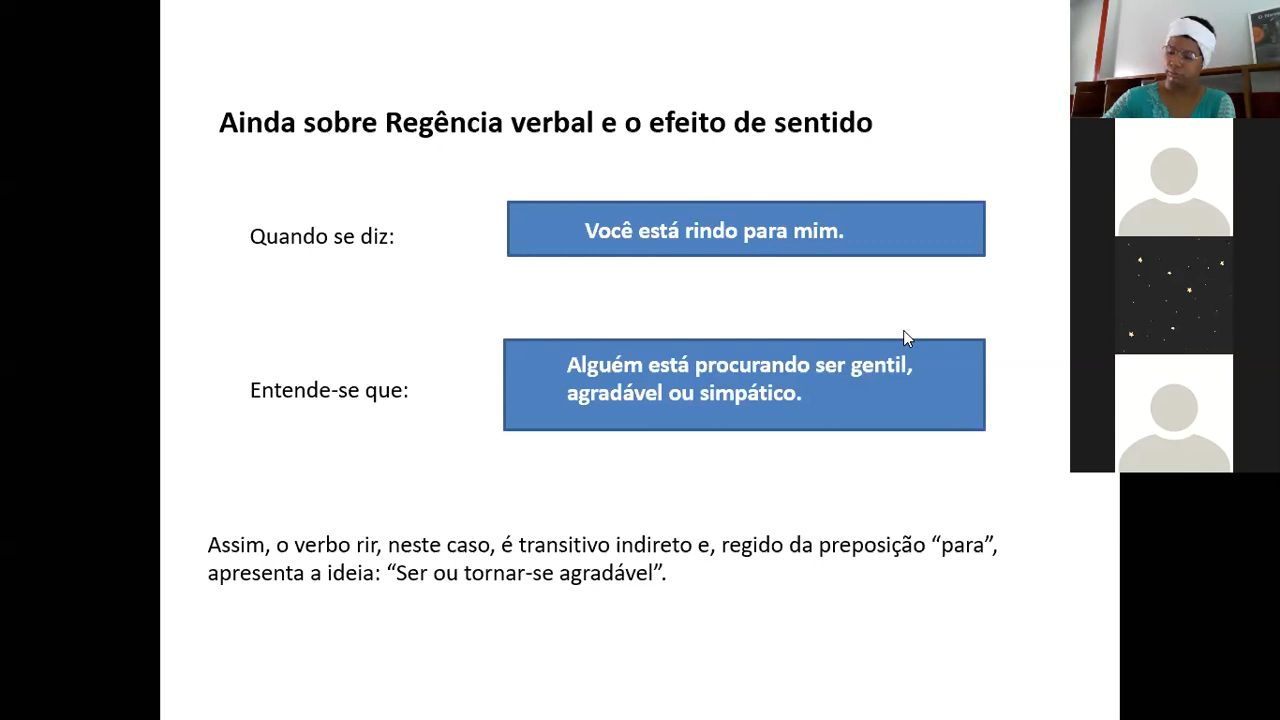 Ainda sobre Regência verbal e o efeito de sentido
Quando se diz:
Você está rindo para mim.
Entende-se que:
Alguém está procurando ser gentil,
agradável ou simpático.
Assim, o verbo rir, neste caso, é transitivo indireto e, regido da preposição “para”,
apresenta a ideia: “Ser ou tornar-se agradável”.